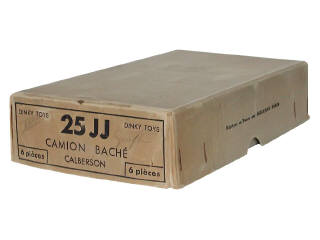 DINKY TOYS 25 JJ DINKY TOYS
CAMION BACHÉ
CALBERSON
6 pièces 6 pièces